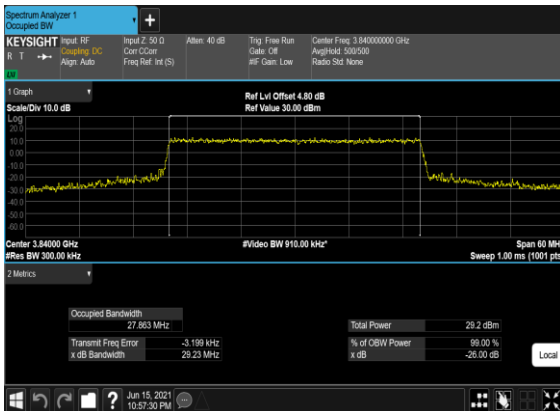 Spectrum Analyzer 1
Occupied BW
+
KEYSIGHT
R T
LXI
Input: RF
Coupling: DC
Align: Auto
Input Z: 50 Ω
Corr CCorr
Freq Ref: Int (S)
Atten: 40 dB
Trig: Free Run
Gate: Off
#IF Gain: Low
Center Freq: 3.840000000 GHz
Avg|Hold: 500/500
Radio Std: None
1 Graph
Scale/Div 10.0 dB
Ref Lvl Offset 4.80 dB
Ref Value 30.00 dBm
Log
20.0
10.0
0.00
-10.0
-20.0
-30.0
-40.0
-50.0
-60.0
Center 3.84000 GHz
#Res BW 300.00 kHz
#Video BW 910.00 kHz*
Span 60 MH
Sweep 1.00 ms (1001 pts
2 Metrics
Occupied Bandwidth
27.863 MHz
Transmit Freq Error -3.199 kHz
x dB Bandwidth 29.23 MHz
Total Power 29.2 dBm
% of OBW Power 99.00 %
x dB -26.00 dB
Local
?
Jun 15, 2021
10:57:30 PM